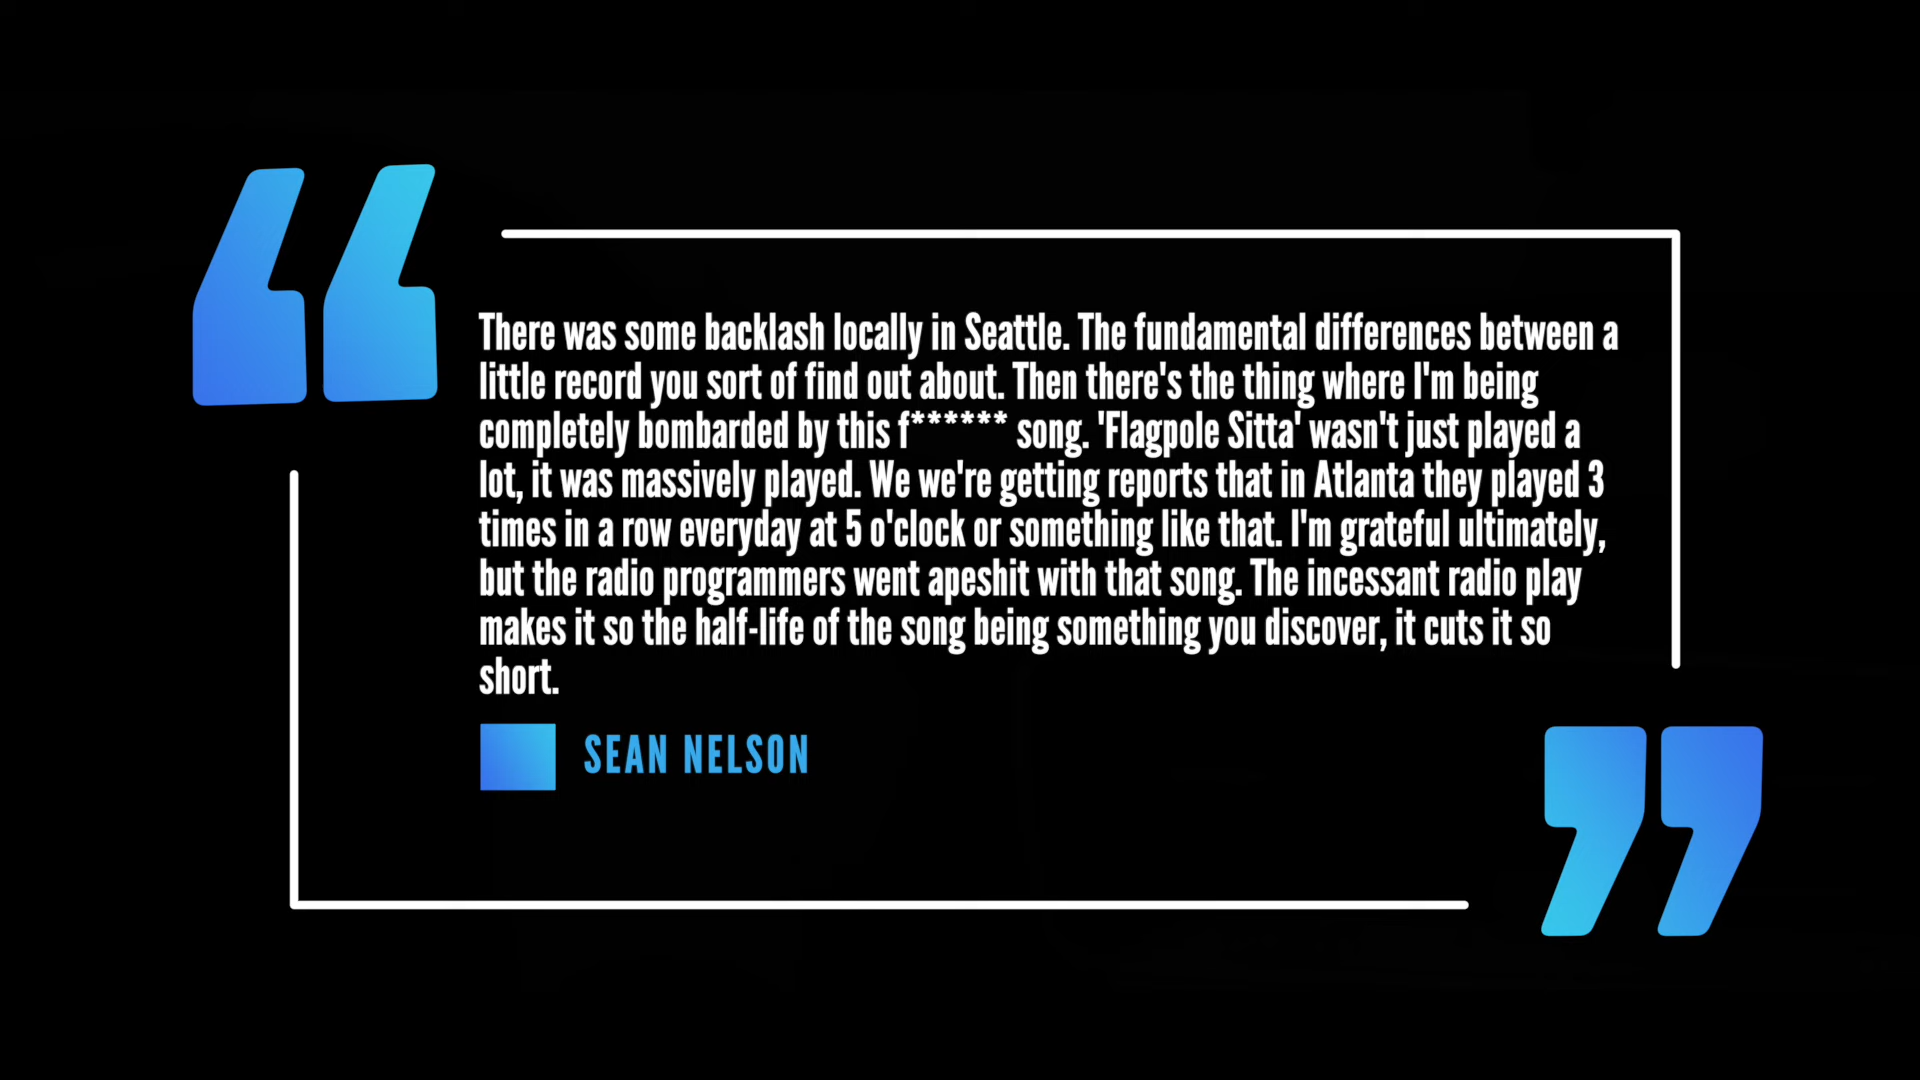 There was some backlash locally in Seattle. The fundamental differences between a
little record you sort of find out about. Then there's the thing where I'm being
completely bombarded by this f****** song. 'Flagpole Sitta' wasn't just played a
lot, it was massively played. We we're getting reports that in Atlanta they played 3
times in a row everyday at 5 o'clock or something like that. I'm grateful ultimately,
but the radio programmers went apeshit with that song. The incessant radio play
makes it so the half-life of the song being something you discover, it cuts it so
short.
SEAN NELSON